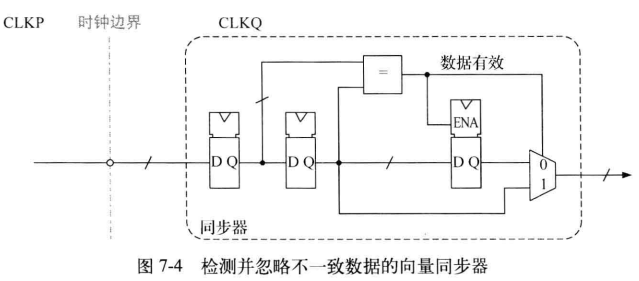 CLKP 时钟边界 CLKQ
=
数据有效
ENA
D Q D Q D Q 0
1
同步器
图 7-4 检测并忽略不一致数据的向量同步器